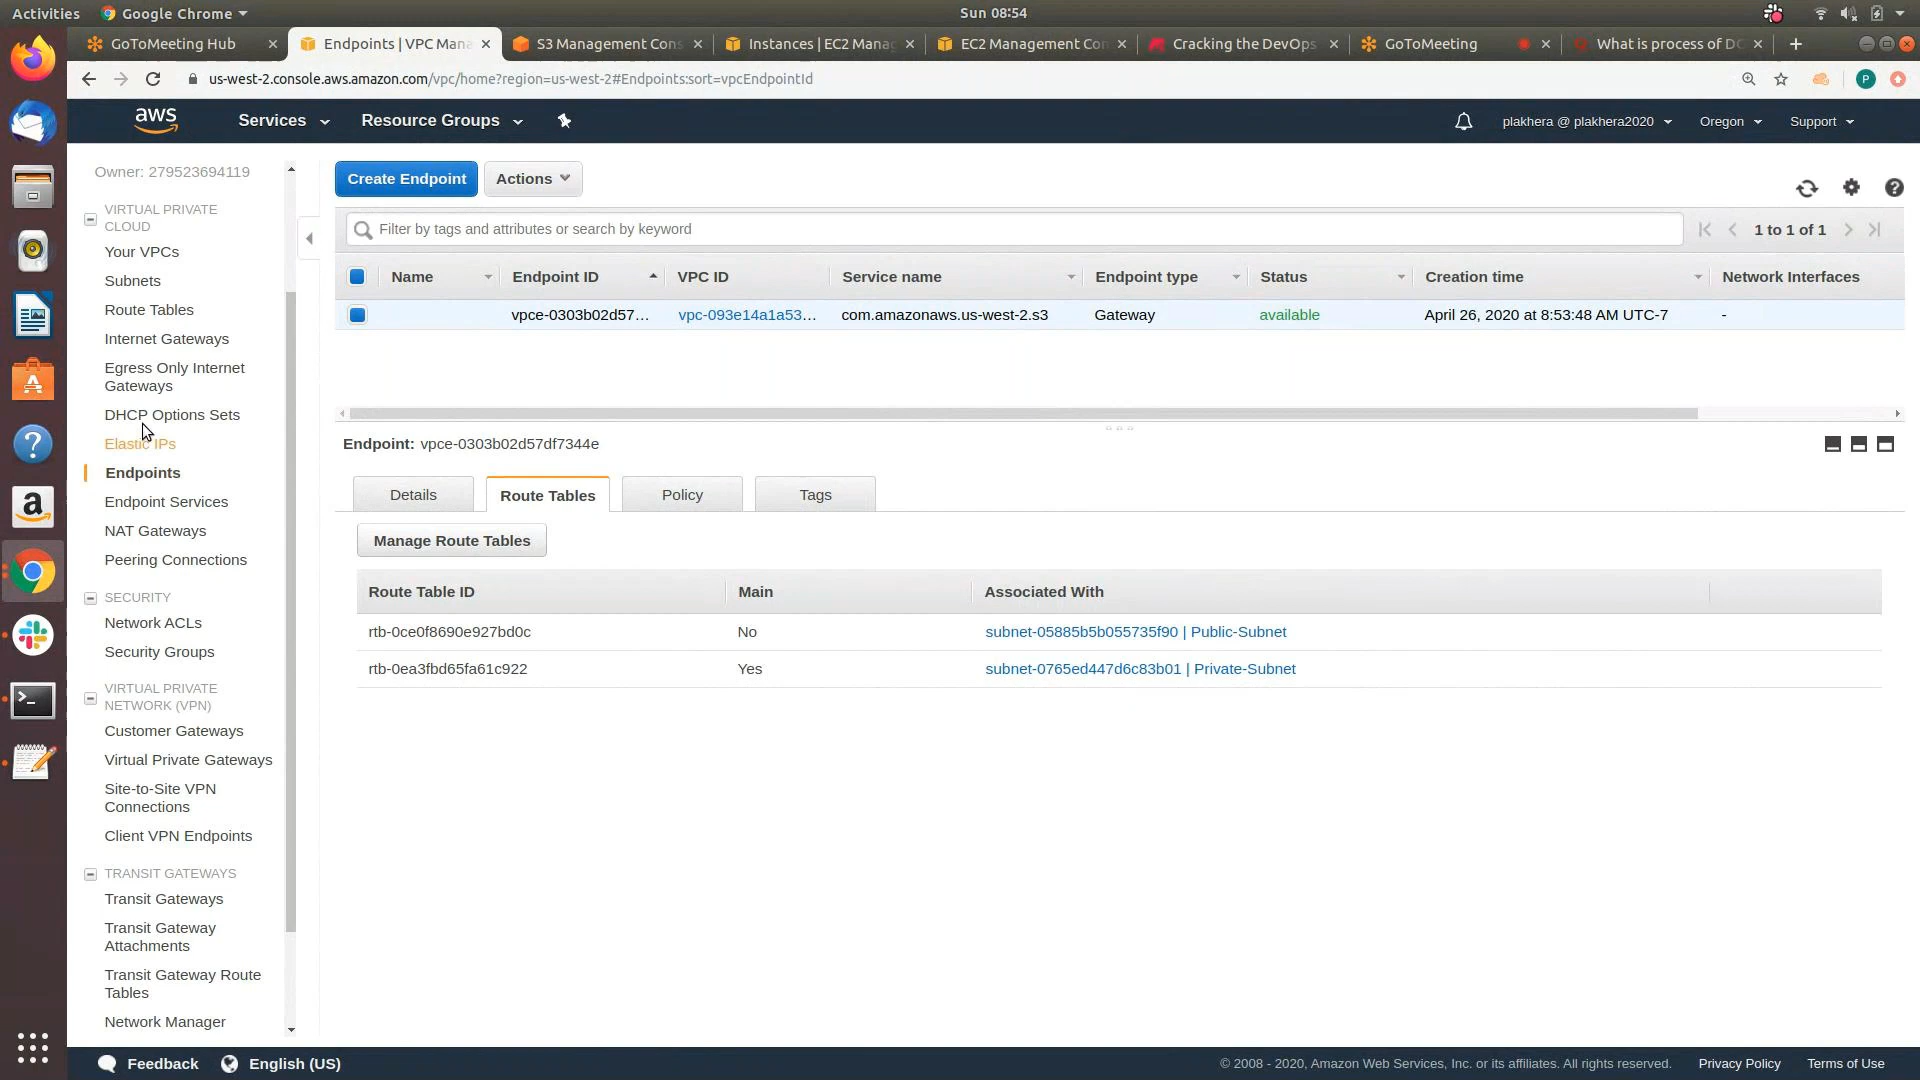 Activities
Google Chrome
Sun 08:54
GoToMeeting Hub
Endpoints | VPC Mana
S3 Management Cons
Instances | EC2 Manag
EC2 Management Con
Cracking the DevOps
GoToMeeting
What is process of DO
us-west-2.console.aws.amazon.com/vpc/home?region=us-west-2#Endpoints:sort=vpcEndpointId
P
aws
Services
Resource Groups
plakhera @ plakhera2020
Oregon
Support
Owner: 279523694119
VIRTUAL PRIVATE
CLOUD
Your VPCs
Subnets
Route Tables
Internet Gateways
Egress Only Internet
Gateways
DHCP Options Sets
Elastic IPs
Endpoints
Endpoint Services
NAT Gateways
Peering Connections
SECURITY
Network ACLs
Security Groups
VIRTUAL PRIVATE
NETWORK (VPN)
Customer Gateways
Virtual Private Gateways
Site-to-Site VPN
Connections
Client VPN Endpoints
TRANSIT GATEWAYS
Transit Gateways
Transit Gateway
Attachments
Transit Gateway Route
Tables
Network Manager
Create Endpoint
Actions
Filter by tags and attributes or search by keyword
1 to 1 of 1
Name
Endpoint ID
VPC ID
Service name
Endpoint type
Status
Creation time
Network Interfaces
vpce-0303b02d57...
vpc-093e14a1a53...
com.amazonaws.us-west-2.s3
Gateway
available
April 26, 2020 at 8:53:48 AM UTC-7
-
Endpoint: vpce-0303b02d57df7344e
Details
Route Tables
Policy
Tags
Manage Route Tables
Route Table ID
Main
Associated With
rtb-0ce0f8690e927bd0c
No
subnet-05885b5b055735f90 | Public-Subnet
rtb-0ea3fbd65fa61c922
Yes
subnet-0765ed447d6c83b01 | Private-Subnet
Feedback
English (US)
© 2008 - 2020, Amazon Web Services, Inc. or its affiliates. All rights reserved.
Privacy Policy
Terms of Use